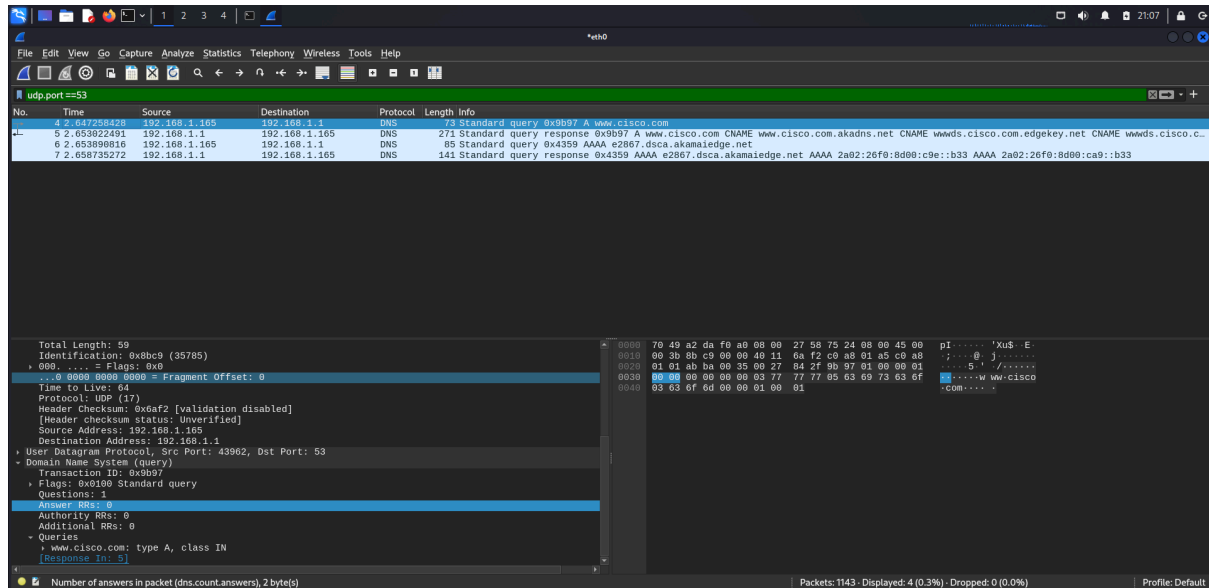 1 2 3 4 21:07
*eth0
File Edit View Go Capture Analyze Statistics Telephony Wireless Tools Help
udp.port ==53
No. Time Source Destination Protocol Length Info
4 2.647258428 192.168.1.165 192.168.1.1 DNS 73 Standard query 0x9b97 A www.cisco.com
5 2.653022491 192.168.1.1 192.168.1.165 DNS 271 Standard query response 0x9b97 A www.cisco.com CNAME www.cisco.com.akadns.net CNAME wwwds.cisco.com.edgekey.net CNAME wwwds.cisco.c…
6 2.653890816 192.168.1.165 192.168.1.1 DNS 85 Standard query 0x4359 AAAA e2867.dsca.akamaiedge.net
7 2.658735272 192.168.1.1 192.168.1.165 DNS 141 Standard query response 0x4359 AAAA e2867.dsca.akamaiedge.net AAAA 2a02:26f0:8d00:c9e::b33 AAAA 2a02:26f0:8d00:ca9::b33
Total Length: 59
Identification: 0x8bc9 (35785)
000. .... = Flags: 0x0
...0 0000 0000 0000 = Fragment Offset: 0
Time to Live: 64
Protocol: UDP (17)
Header Checksum: 0x6af2 [validation disabled]
[Header checksum status: Unverified]
Source Address: 192.168.1.165
Destination Address: 192.168.1.1
User Datagram Protocol, Src Port: 43962, Dst Port: 53
Domain Name System (query)
Transaction ID: 0x9b97
Flags: 0x0100 Standard query
Questions: 1
Answer RRs: 0
Authority RRs: 0
Additional RRs: 0
Queries
www.cisco.com: type A, class IN
[Response In: 5]
0000 70 49 a2 da f0 a0 08 00 27 58 75 24 08 00 45 00 pI······ 'Xu$··E·
0010 00 3b 8b c9 00 00 40 11 6a f2 c0 a8 01 a5 c0 a8 ·;····@· j·······
0020 01 01 ab ba 00 35 00 27 84 2f 9b 97 01 00 00 01 ·····5·' ·/······
0030 00 00 00 00 00 00 03 77 77 77 05 63 69 73 63 6f ·······w ww·cisco
0040 03 63 6f 6d 00 00 01 00 01 ·com···· ·
Number of answers in packet (dns.count.answers), 2 byte(s) Packets: 1143 · Displayed: 4 (0.3%) · Dropped: 0 (0.0%) Profile: Default